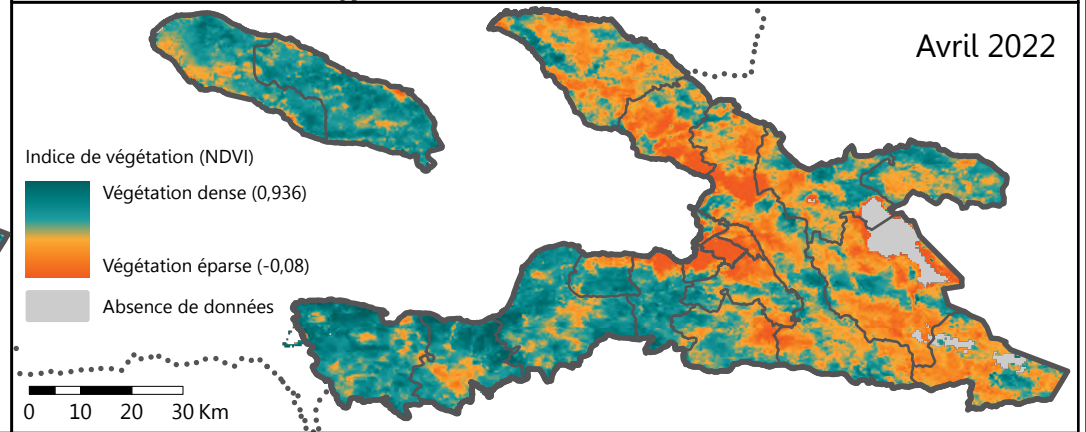 Avril 2022
Indice de végétation (NDVI)
Végétation dense (0,936)
Végétation éparse (-0,08)
Absence de données
0 10 20 30 Km